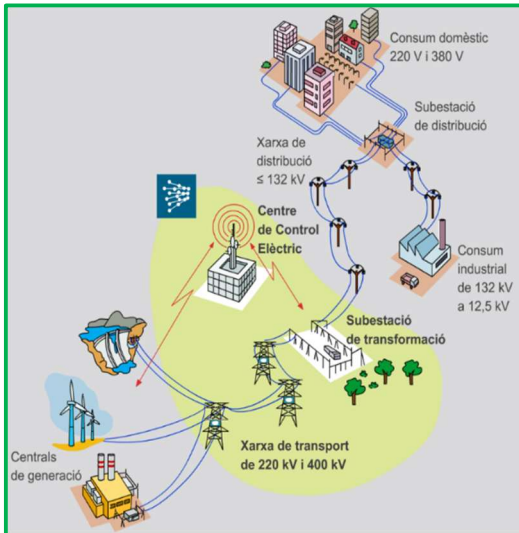 Consum domèstic
220 V i 380 V
Subestació
de distribució
Xarxa de
distribució
≤ 132 kV
Centre
de Control
Elèctric
Consum
industrial
de 132 kV
a 12,5 kV
Subestació
de transformació
Xarxa de transport
de 220 kV i 400 kV
Centrals
de generació